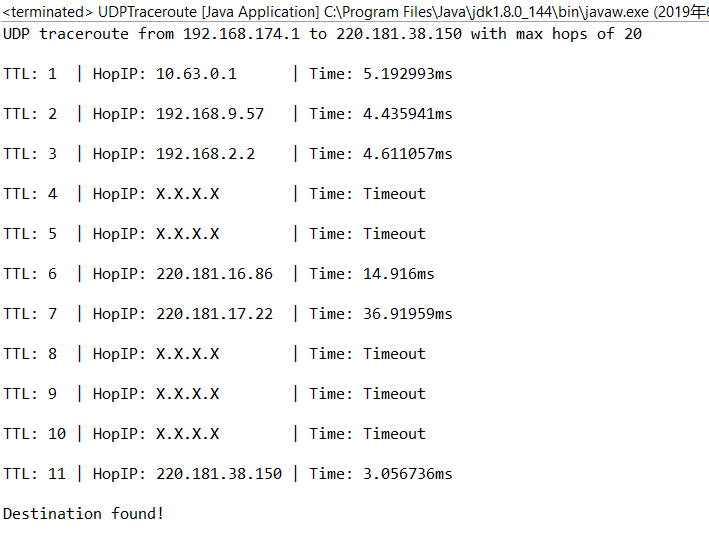 <terminated> UDPTraceroute [Java Application] C:\Program Files\Java\jdk1.8.0_144\bin\javaw.exe (2019年6
UDP traceroute from 192.168.174.1 to 220.181.38.150 with max hops of 20
TTL: 1  | HopIP: 10.63.0.1      | Time: 5.192993ms
TTL: 2  | HopIP: 192.168.9.57   | Time: 4.435941ms
TTL: 3  | HopIP: 192.168.2.2    | Time: 4.611057ms
TTL: 4  | HopIP: X.X.X.X        | Time: Timeout
TTL: 5  | HopIP: X.X.X.X        | Time: Timeout
TTL: 6  | HopIP: 220.181.16.86  | Time: 14.916ms
TTL: 7  | HopIP: 220.181.17.22  | Time: 36.91959ms
TTL: 8  | HopIP: X.X.X.X        | Time: Timeout
TTL: 9  | HopIP: X.X.X.X        | Time: Timeout
TTL: 10 | HopIP: X.X.X.X        | Time: Timeout
TTL: 11 | HopIP: 220.181.38.150 | Time: 3.056736ms
Destination found!